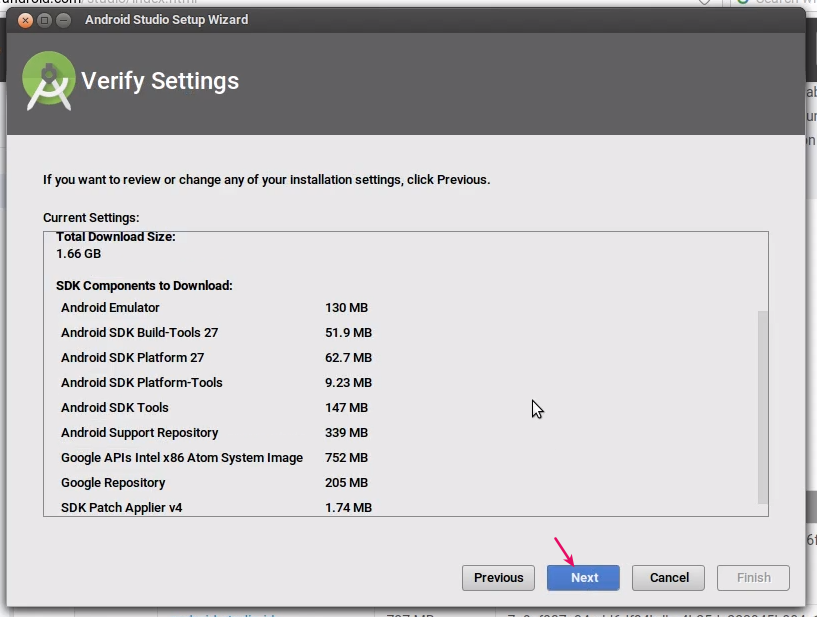 Android Studio Setup Wizard
Verify Settings
If you want to review or change any of your installation settings, click Previous.
Current Settings:
Total Download Size:
1.66 GB
SDK Components to Download:
Android Emulator 130 MB
Android SDK Build-Tools 27 51.9 MB
Android SDK Platform 27 62.7 MB
Android SDK Platform-Tools 9.23 MB
Android SDK Tools 147 MB
Android Support Repository 339 MB
Google APIs Intel x86 Atom System Image 752 MB
Google Repository 205 MB
SDK Patch Applier v4 1.74 MB
Previous Next Cancel Finish